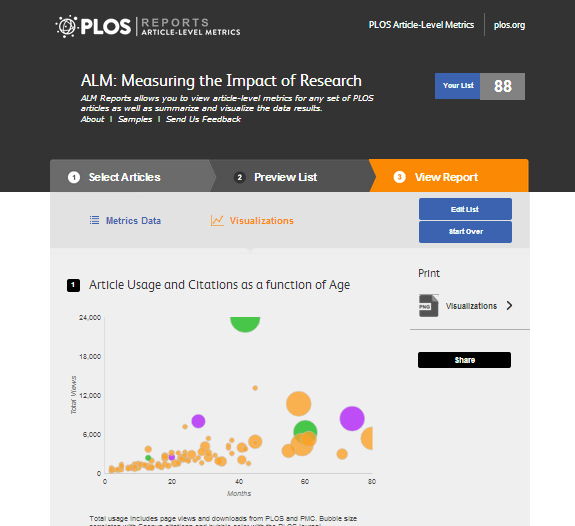 PLOS REPORTS
ARTICLE-LEVEL METRICS
PLOS Article-Level Metrics plos.org
ALM: Measuring the Impact of Research
ALM Reports allows you to view article-level metrics for any set of PLOS
articles as well as summarize and visualize the data results.
About | Samples | Send Us Feedback
Your List 88
1 Select Articles 2 Preview List 3 View Report
Metrics Data Visualizations
Edit List
Start Over
1 Article Usage and Citations as a function of Age
Print
PNG Visualizations
Share
24,000
18,000
12,000
6,000
0
Total Views
0 20 40 60 80
Months
Total usage includes page views and downloads from PLOS and PMC. Bubble size